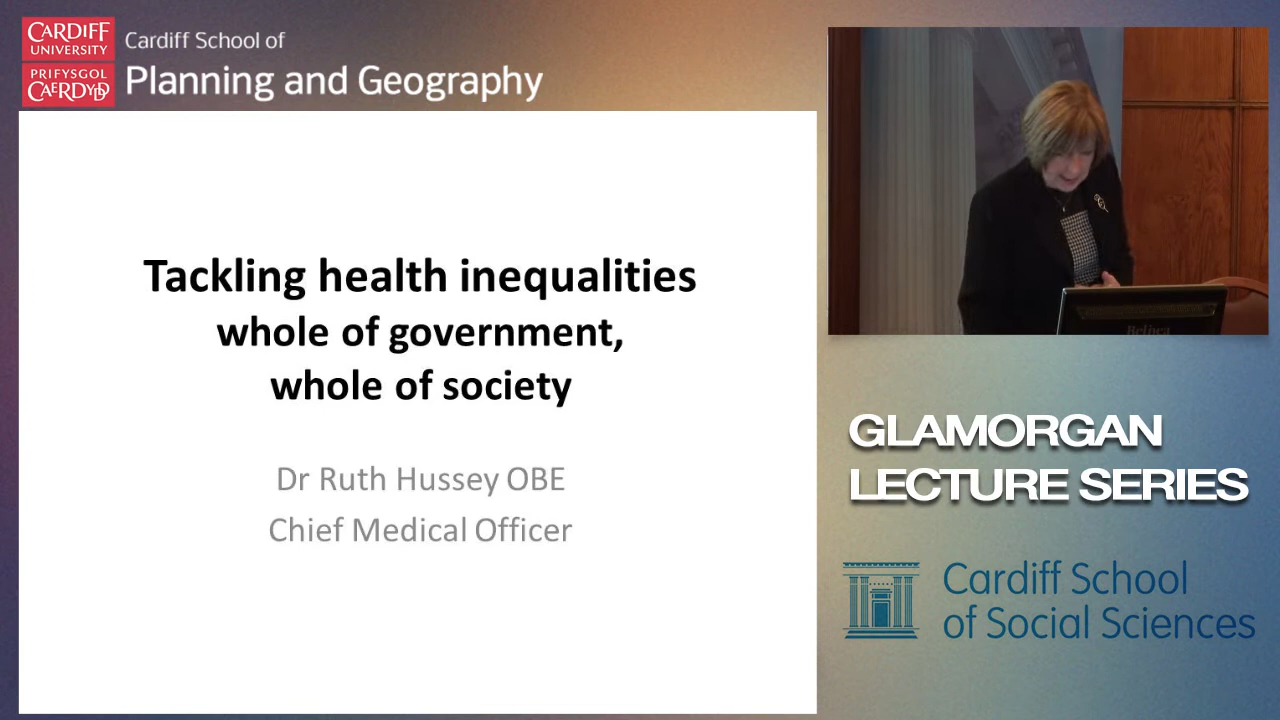 CARDIFF
UNIVERSITY
PRIFYSGOL
CAERDYDD
Cardiff School of
Planning and Geography
Tackling health inequalities
whole of government,
whole of society
Dr Ruth Hussey OBE
Chief Medical Officer
GLAMORGAN
LECTURE SERIES
Cardiff School
of Social Sciences